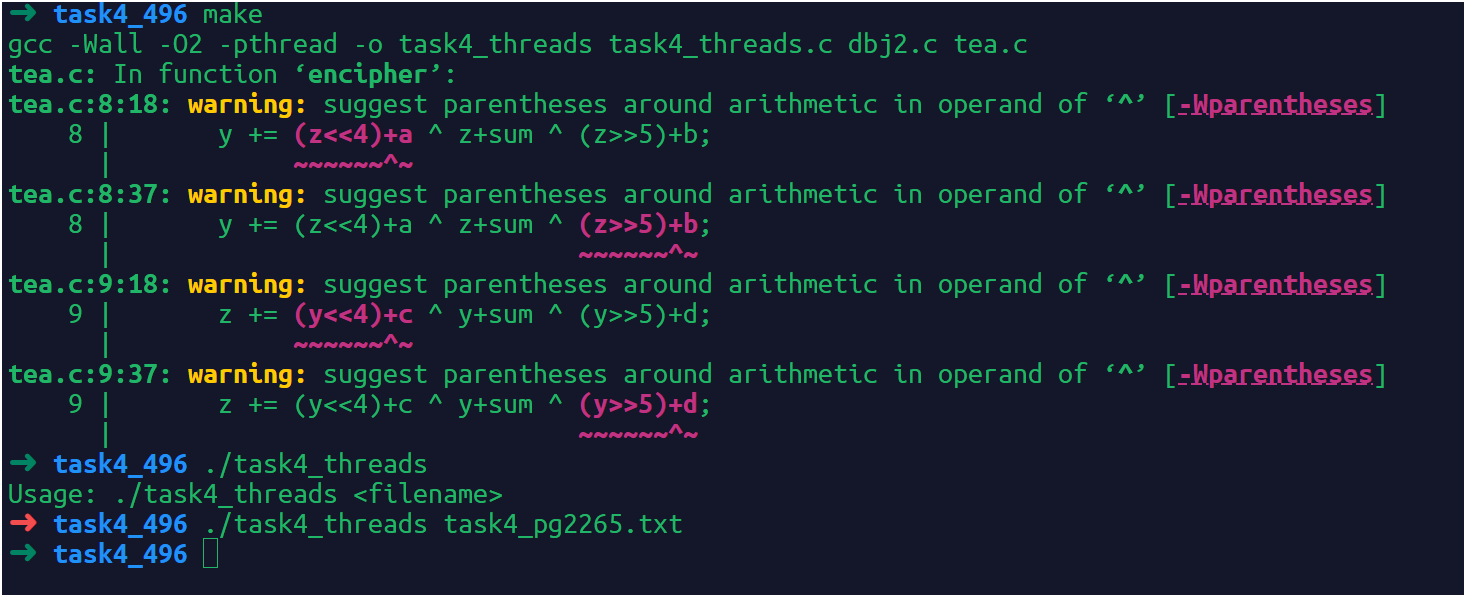 ➜ task4_496 make
gcc -Wall -O2 -pthread -o task4_threads task4_threads.c dbj2.c tea.c
tea.c: In function ‘encipher’:
tea.c:8:18: warning: suggest parentheses around arithmetic in operand of ‘^’ [-Wparentheses]
    8 |       y += (z<<4)+a ^ z+sum ^ (z>>5)+b;
      |            ~~~~~~^~
tea.c:8:37: warning: suggest parentheses around arithmetic in operand of ‘^’ [-Wparentheses]
    8 |       y += (z<<4)+a ^ z+sum ^ (z>>5)+b;
      |                               ~~~~~~^~
tea.c:9:18: warning: suggest parentheses around arithmetic in operand of ‘^’ [-Wparentheses]
    9 |       z += (y<<4)+c ^ y+sum ^ (y>>5)+d;
      |            ~~~~~~^~
tea.c:9:37: warning: suggest parentheses around arithmetic in operand of ‘^’ [-Wparentheses]
    9 |       z += (y<<4)+c ^ y+sum ^ (y>>5)+d;
      |                               ~~~~~~^~
➜ task4_496 ./task4_threads
Usage: ./task4_threads <filename>
➜ task4_496 ./task4_threads task4_pg2265.txt
➜ task4_496